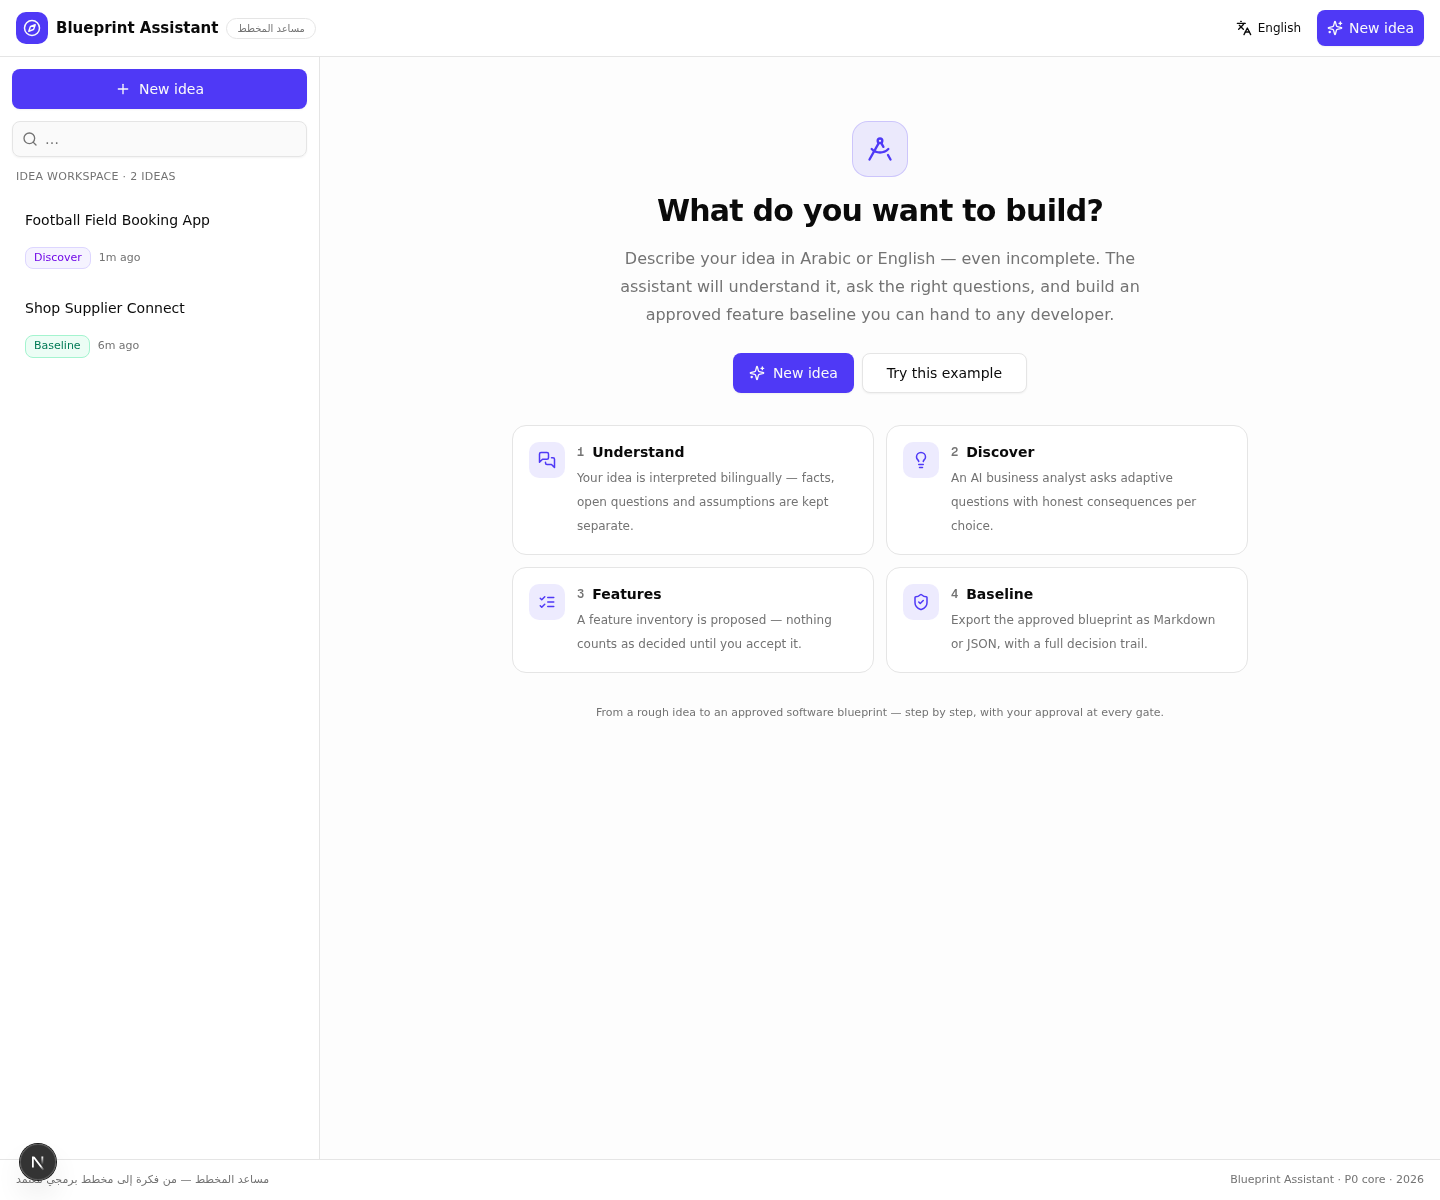 Blueprint Assistant
مساعد المخطط
English
New idea
New idea
...
IDEA WORKSPACE · 2 IDEAS
Football Field Booking App
Discover 1m ago
Shop Supplier Connect
Baseline 6m ago
What do you want to build?
Describe your idea in Arabic or English — even incomplete. The
assistant will understand it, ask the right questions, and build an
approved feature baseline you can hand to any developer.
New idea
Try this example
1 Understand
Your idea is interpreted bilingually — facts,
open questions and assumptions are kept
separate.
2 Discover
An AI business analyst asks adaptive
questions with honest consequences per
choice.
3 Features
A feature inventory is proposed — nothing
counts as decided until you accept it.
4 Baseline
Export the approved blueprint as Markdown
or JSON, with a full decision trail.
From a rough idea to an approved software blueprint — step by step, with your approval at every gate.
N
مساعد المخطط — من فكرة إلى مخطط برمجي
Blueprint Assistant · P0 core · 2026